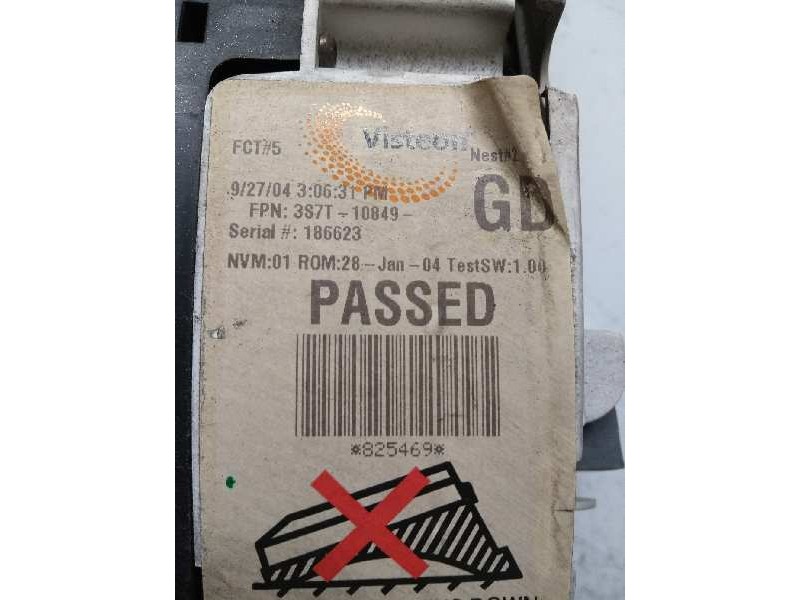 Visteon
FCT#5
Nest#2
9/27/04 3:06:31 PM
FPN: 3S7T-10849-
GD
Serial #: 186623
NVM:01 ROM:28-Jan-04 TestSW:1.00
PASSED
*825469*
DOWN